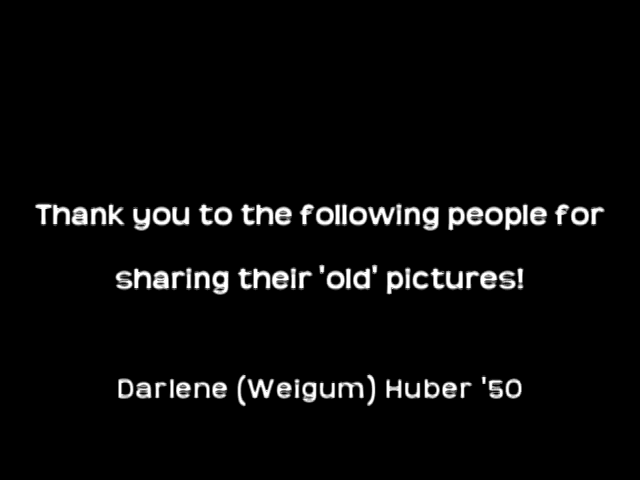 Thank you to the following people for
sharing their 'old' pictures!
Darlene (Weigum) Huber '50